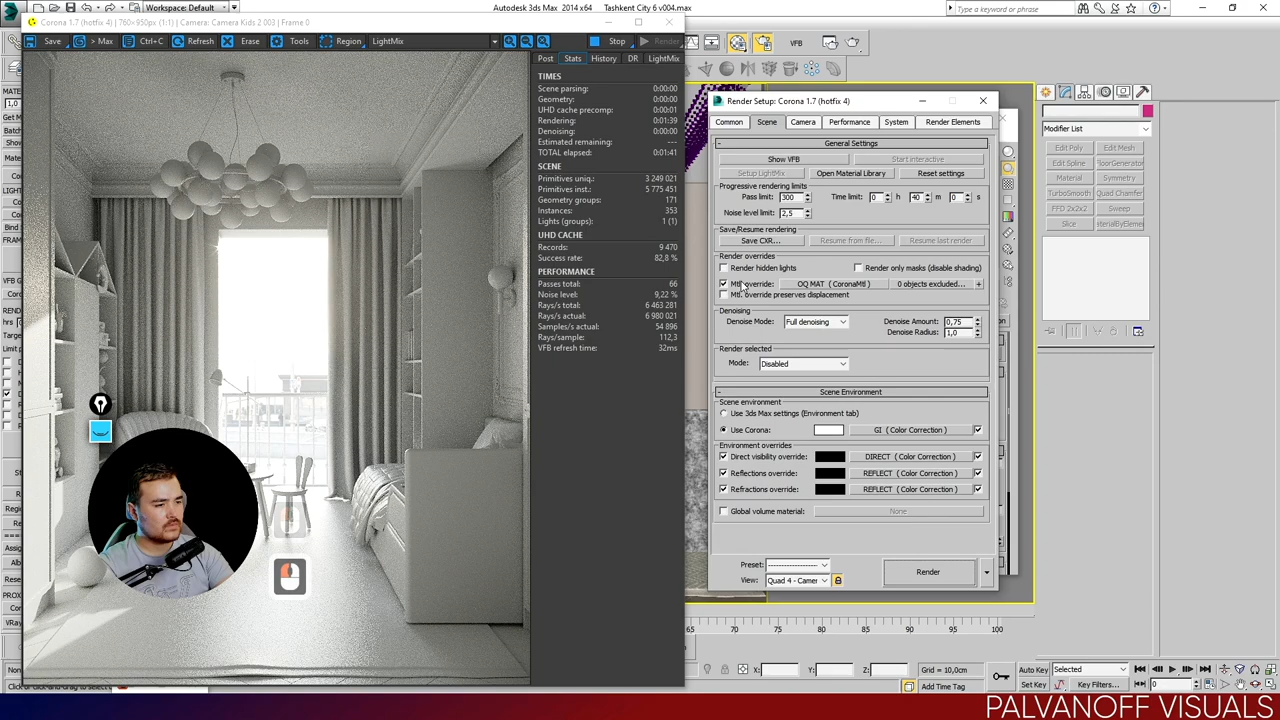 Workspace: Default
Autodesk 3ds Max 2014 x64
Tashkent City 6 v004.max
Type a keyword or phrase
Corona 1.7 (hotfix 4) | 760×950px (1:1) | Camera: Camera Kids 2 003 | Frame 0
Save
> Max
Ctrl+C
Refresh
Erase
Tools
Region
LightMix
Stop
Render
VFB
Post
Stats
History
DR
LightMix
TIMES
Scene parsing: 0:00:00
Geometry: 0:00:00
UHD cache precomp: 0:00:01
Rendering: 0:01:39
Denoising: 0:00:00
Estimated remaining: ---
TOTAL elapsed: 0:01:41
SCENE
Primitives uniq.: 3 249 021
Primitives inst.: 5 775 451
Geometry groups: 171
Instances: 353
Lights (groups): 1 (1)
UHD CACHE
Records: 9 470
Success rate: 82,8 %
PERFORMANCE
Passes total: 66
Noise level: 9,22 %
Rays/s total: 6 463 281
Rays/s actual: 6 980 021
Samples/s actual: 54 896
Rays/sample: 112,3
VFB refresh time: 32ms
Render Setup: Corona 1.7 (hotfix 4)
Common
Scene
Camera
Performance
System
Render Elements
General Settings
Show VFB
Start interactive
Setup LightMix
Open Material Library
Reset settings
Progressive rendering limits
Pass limit: 300
Time limit: 0 h 40 m 0 s
Noise level limit: 2,5
Save/Resume rendering
Save CXR...
Resume from file...
Resume last render
Render overrides
Render hidden lights
Render only masks (disable shading)
Mtl. override:
OQ MAT ( CoronaMtl )
0 objects excluded...
+
Mtl. override preserves displacement
Denoising
Denoise Mode: Full denoising
Denoise Amount: 0,75
Denoise Radius: 1,0
Render selected
Mode: Disabled
Scene Environment
Scene environment
Use 3ds Max settings (Environment tab)
Use Corona:
GI ( Color Correction )
Environment overrides
Direct visibility override:
DIRECT ( Color Correction )
Reflections override:
REFLECT ( Color Correction )
Refractions override:
REFLECT ( Color Correction )
Global volume material:
None
Preset:
View: Quad 4 - Camer
Render
Modifier List
Edit Poly
Edit Mesh
Edit Spline
FloorGenerator
Material
Symmetry
TurboSmooth
Quad Chamfer
FFD 2x2x2
Sweep
Slice
aterialByElemen
65 70 75 80 85 90 95 100
X:
Y:
Z:
Grid = 10,0cm
Add Time Tag
Auto Key
Selected
Set Key
Key Filters...
0
PALVANOFF VISUALS